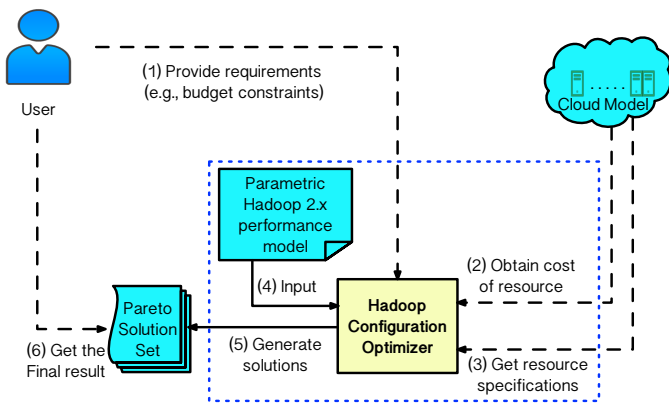 (1) Provide requirements
(e.g., budget constraints)
User
. . . . .
Cloud Model
Parametric
Hadoop 2.x
performance
model
(2) Obtain cost
of resource
(4) Input
Hadoop
Configuration
Optimizer
Pareto
Solution
Set
(5) Generate
solutions
(6) Get the
Final result
(3) Get resource
specifications